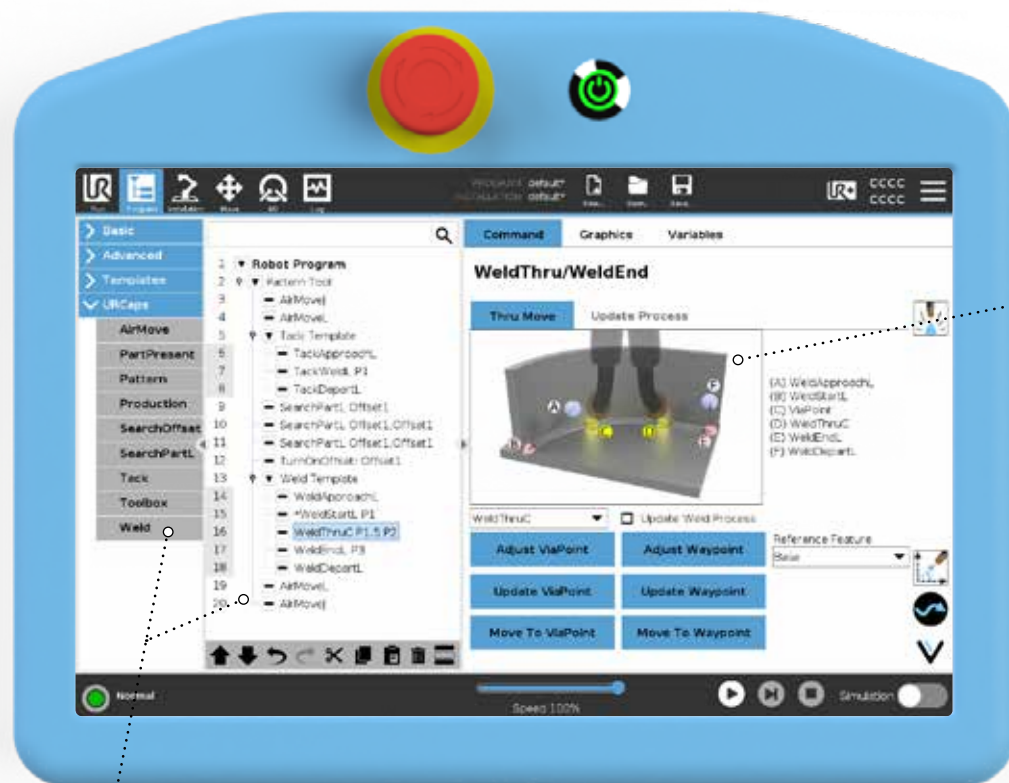 UR
UR+
CCCC
CCCC
Run
Program
Installation
Move
I/O
Log
PROGRAM default*
INSTALLATION default*
New...
Open...
Save...
Basic
Advanced
Templates
URCaps
AirMove
PartPresent
Pattern
Production
SearchOffset
SearchPartL
Tack
Toolbox
Weld
1 Robot Program
2 Pattern Tool
3 AirMoveJ
4 AirMoveL
5 Tack Template
6 TackApproachL
7 TackWeldL P1
8 TackDepartL
9 SearchPartL Offset1
10 SearchPartL Offset1,Offset1
11 SearchPartL Offset1,Offset1
12 TurnOnOffset: Offset1
13 Weld Template
14 WeldApproachL
15 *WeldStartL P1
16 WeldThruC P1.5 P2
17 WeldEndL P3
18 WeldDepartL
19 AirMoveL
20 AirMoveJ
Command Graphics Variables
WeldThru/WeldEnd
Thru Move Update Process
A
B
C
D
E
F
(A) WeldApproachL
(B) WeldStartL
(C) ViaPoint
(D) WeldThruC
(E) WeldEndL
(F) WeldDepartL
WeldThruC
Update Weld Process
Adjust ViaPoint Adjust Waypoint
Reference Feature
Base
Update ViaPoint Update Waypoint
Move To ViaPoint Move To Waypoint
Normal
Speed 100%
Simulation